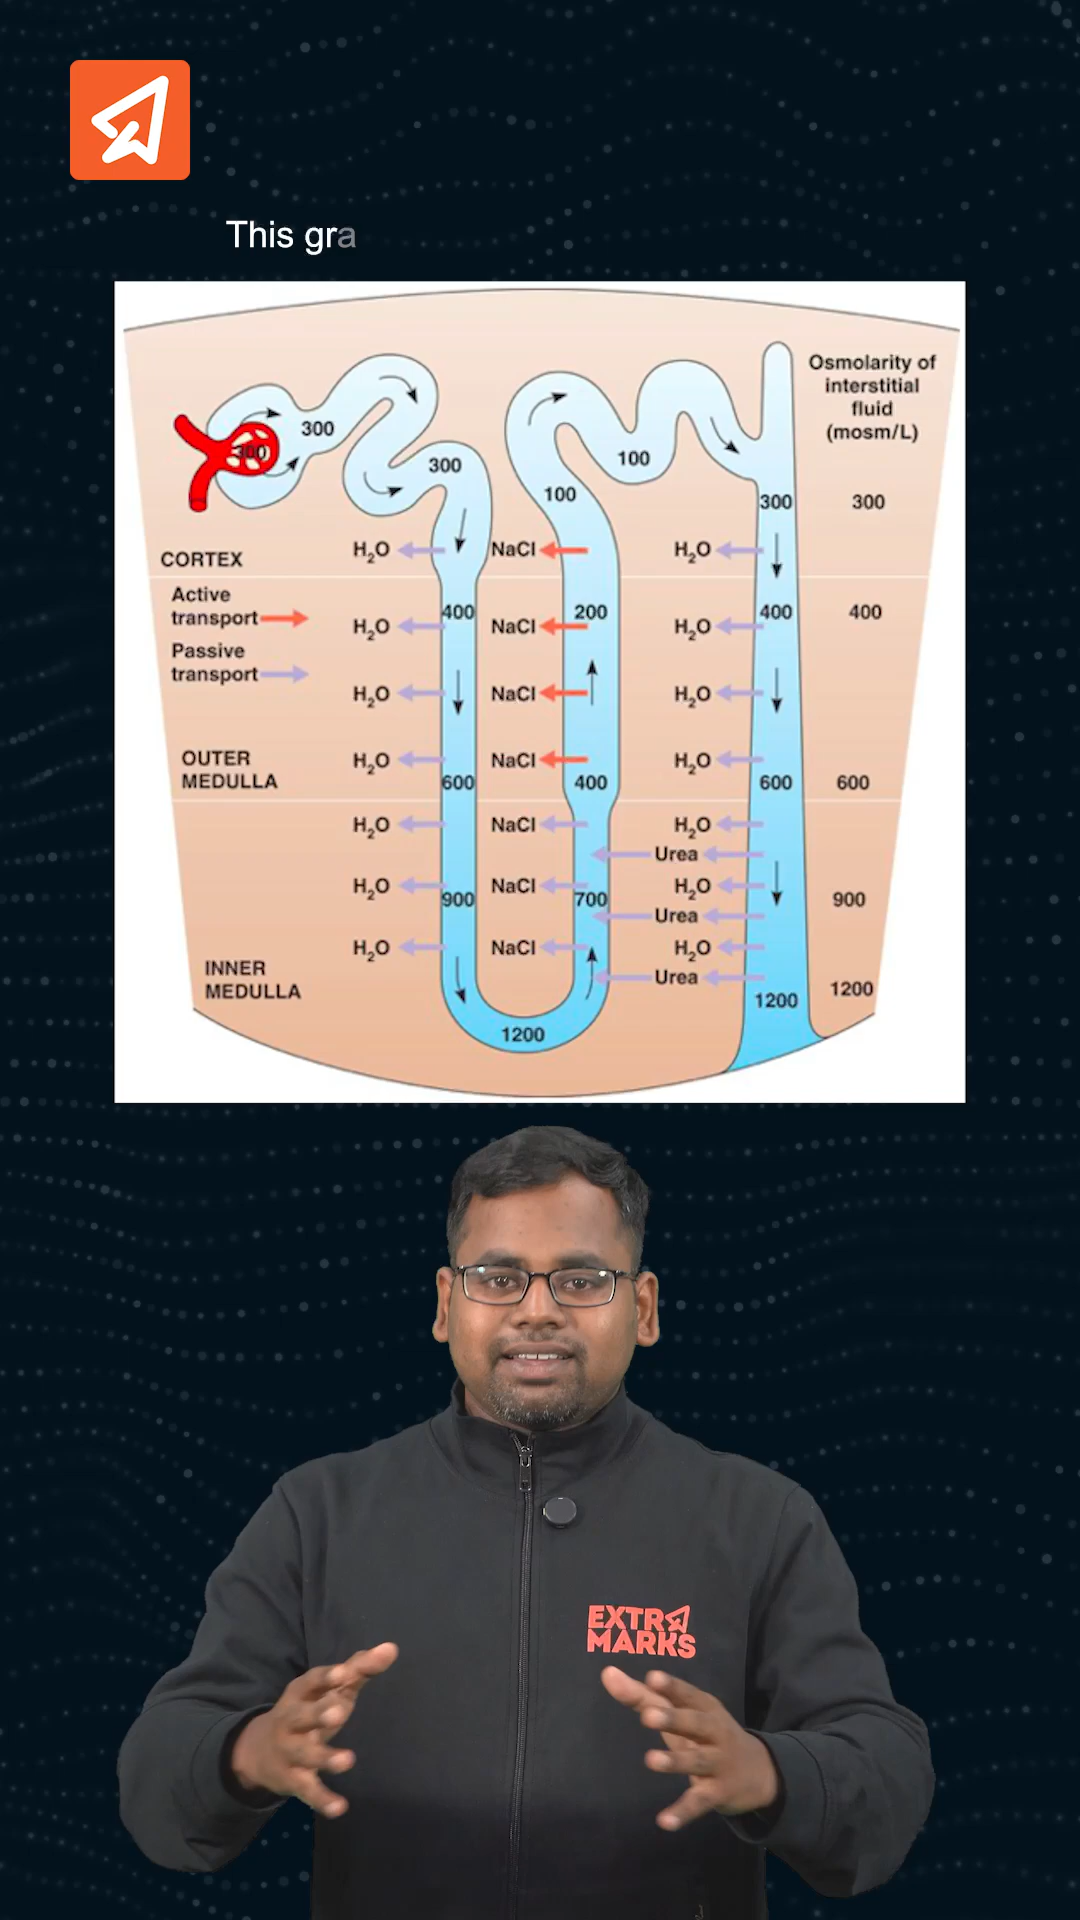 This gra
Osmolarity of
interstitial
fluid
(mosm/L)
300
300
300
100
100
300
300
CORTEX
H₂O
NaCl
H₂O
Active
transport
400
200
400
400
H₂O
NaCl
H₂O
Passive
transport
H₂O
NaCl
H₂O
OUTER
MEDULLA
H₂O
NaCl
H₂O
600
400
600
600
H₂O
NaCl
H₂O
Urea
H₂O
NaCl
H₂O
900
700
900
Urea
H₂O
NaCl
H₂O
INNER
MEDULLA
Urea
1200
1200
1200
EXTRA
MARKS